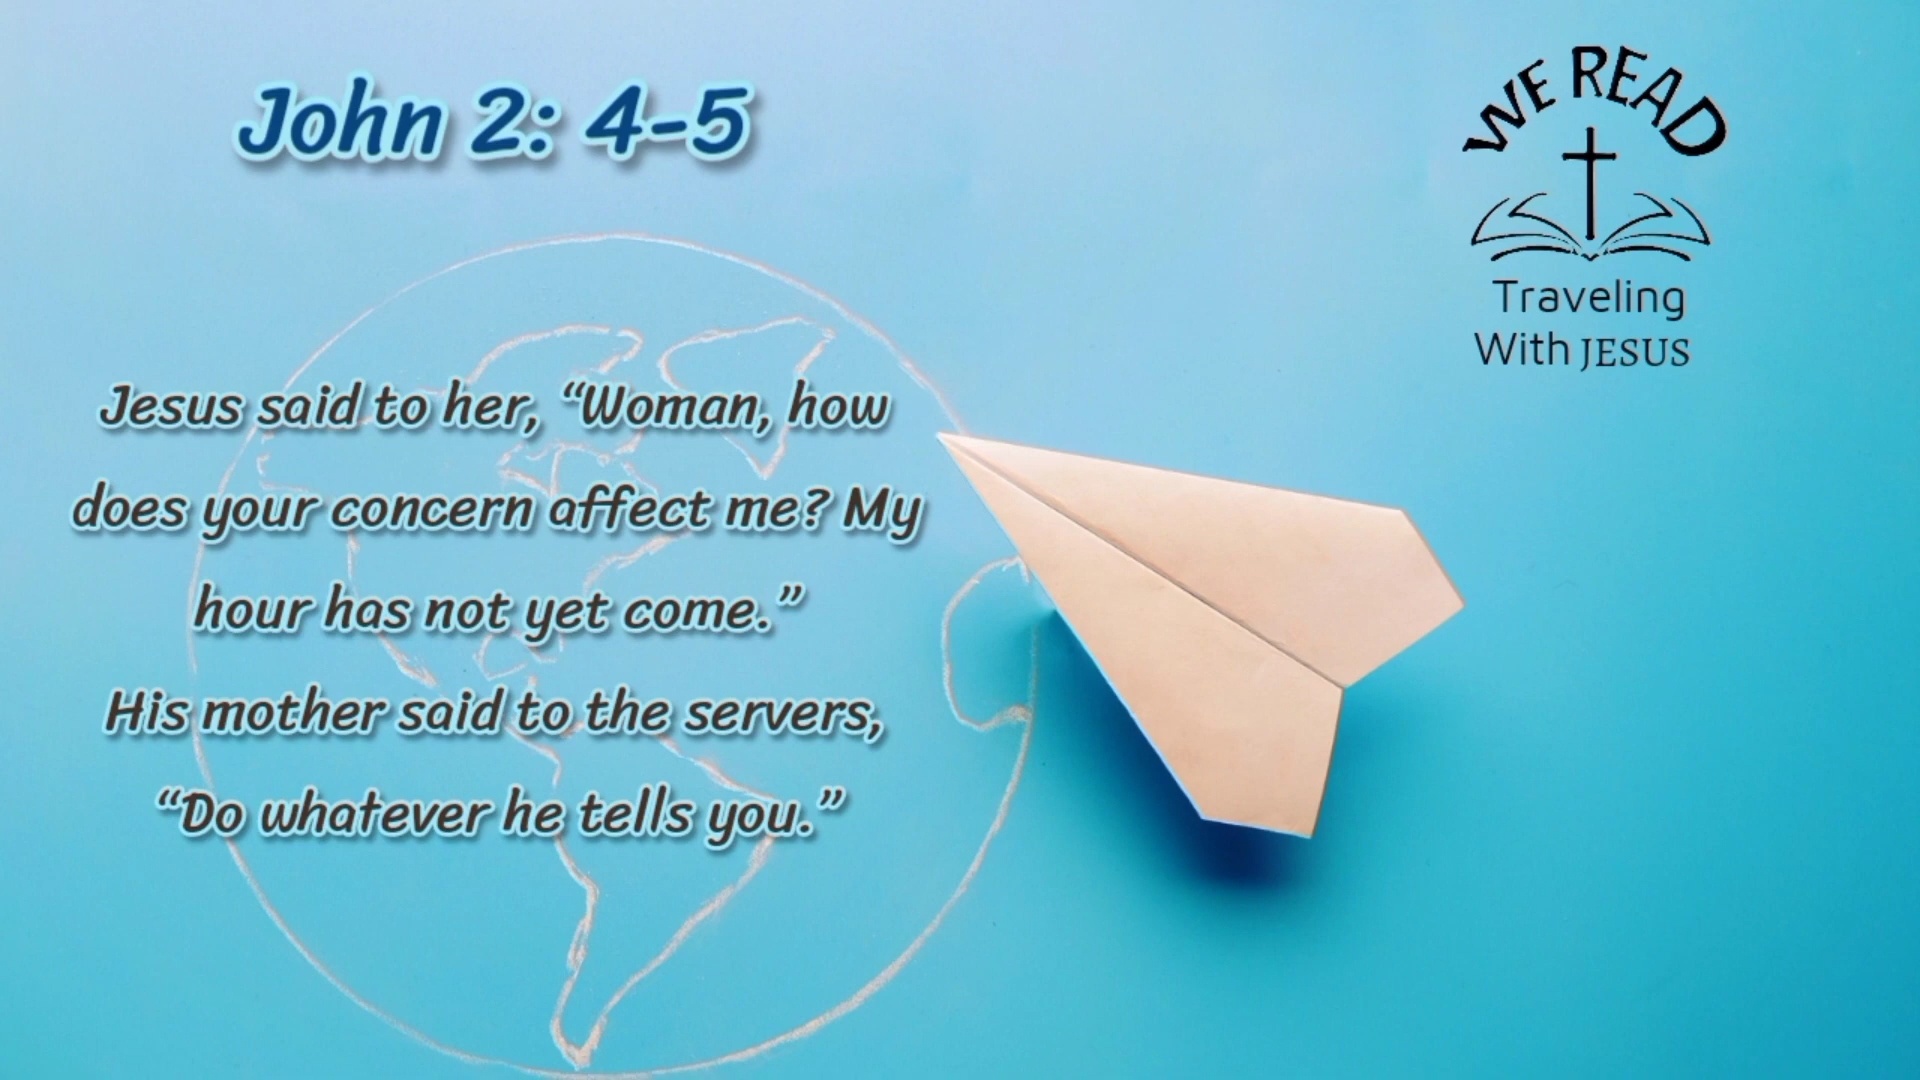 John 2: 4-5
WE READ
Traveling
With JESUS
Jesus said to her, “Woman, how
does your concern affect me? My
hour has not yet come.”
His mother said to the servers,
“Do whatever he tells you.”